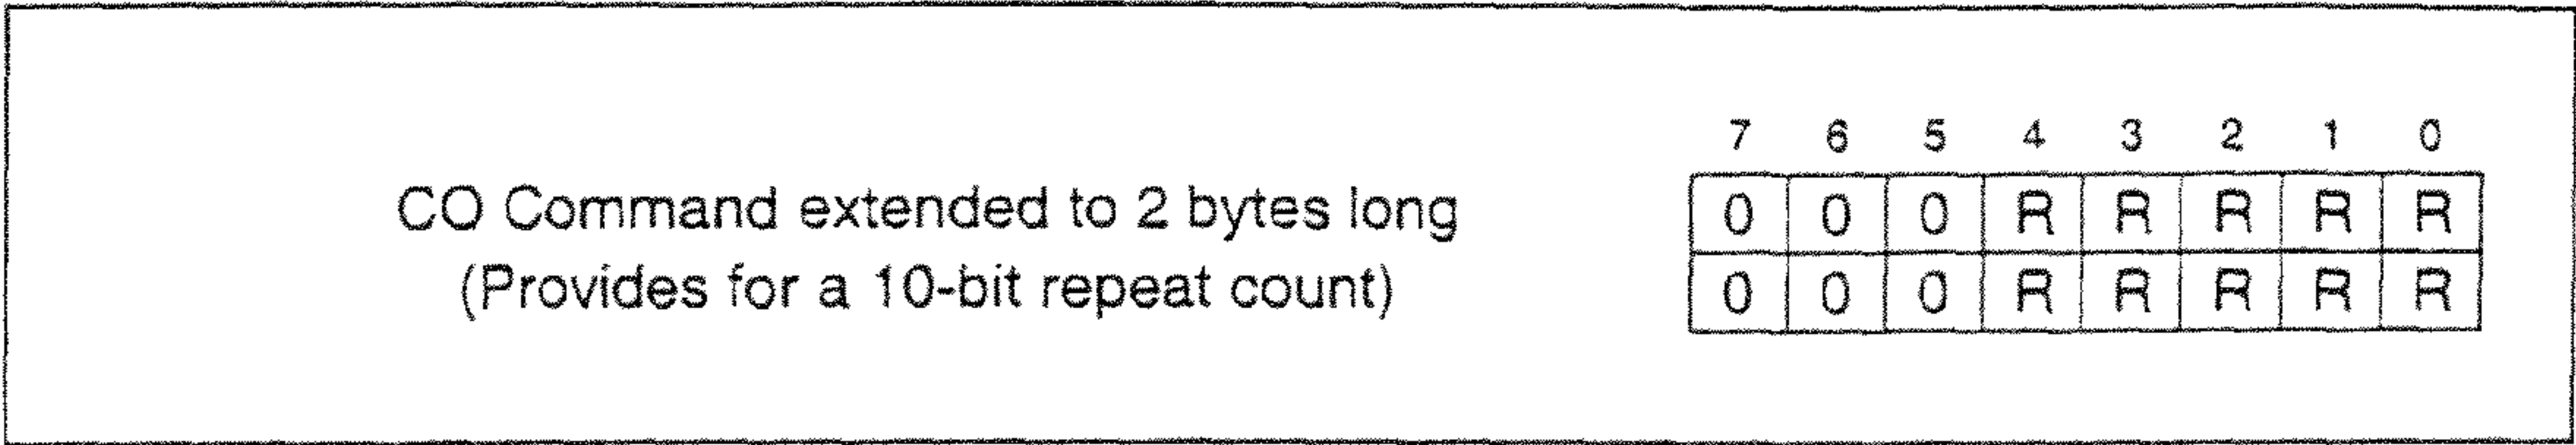 7 6 5 4 3 2 1 0
CO Command extended to 2 bytes long 0 0 0 R R R R R
(Provides for a 10-bit repeat count) 0 0 0 R R R R R